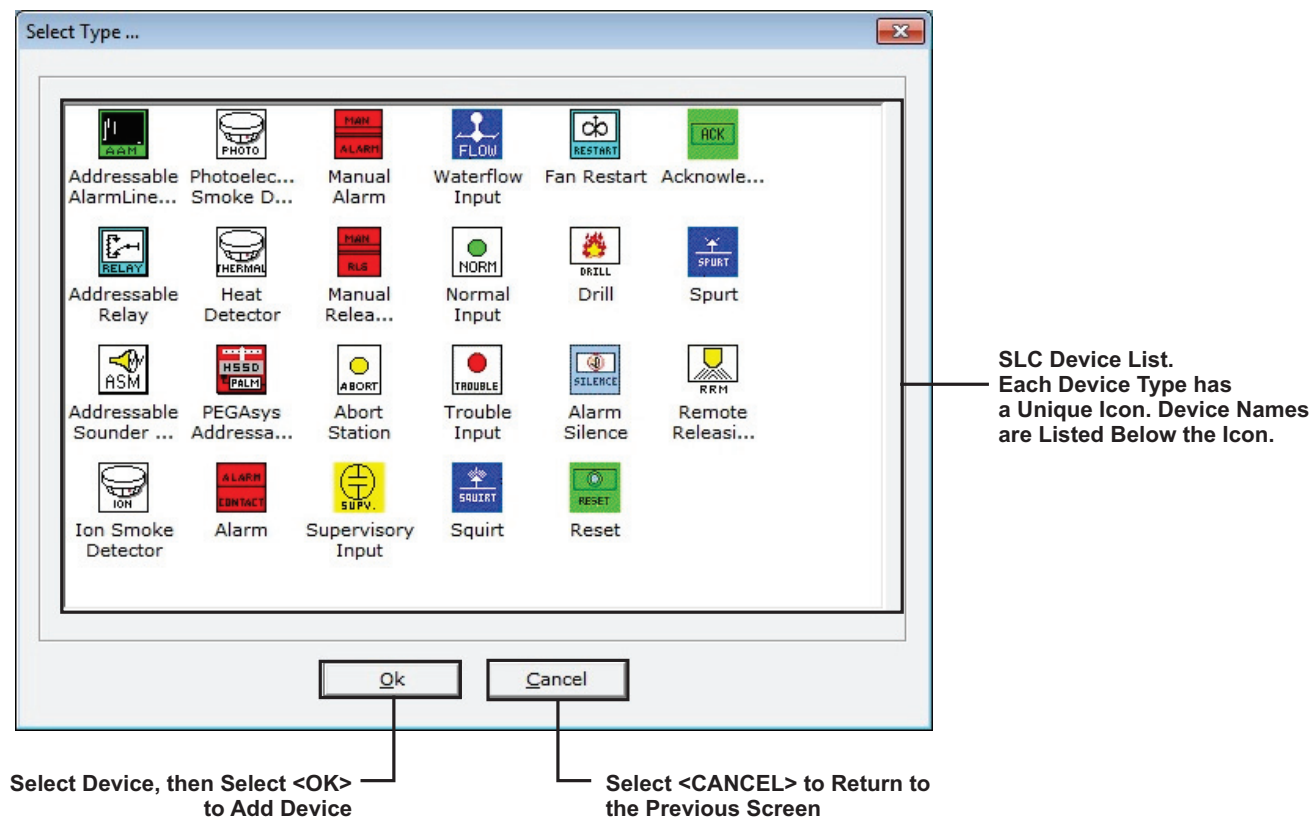 Select Type ...
AAM
PHOTO
MAN
ALARM
FLOW
RESTART
ACK
Addressable
AlarmLine...
Photoelec...
Smoke D...
Manual
Alarm
Waterflow
Input
Fan Restart
Acknowle...
RELAY
THERMAL
MAN
RLS
NORM
DRILL
SPURT
Addressable
Relay
Heat
Detector
Manual
Relea...
Normal
Input
Drill
Spurt
ASM
HSSD
PALM
ABORT
TROUBLE
SILENCE
RRM
Addressable
Sounder ...
PEGAsys
Addressa...
Abort
Station
Trouble
Input
Alarm
Silence
Remote
Releasi...
ION
ALARM
CONTACT
SUPV.
SQUIRT
RESET
Ion Smoke
Detector
Alarm
Supervisory
Input
Squirt
Reset
SLC Device List.
Each Device Type has
a Unique Icon. Device Names
are Listed Below the Icon.
Ok
Cancel
Select Device, then Select <OK>
to Add Device
Select <CANCEL> to Return to
the Previous Screen